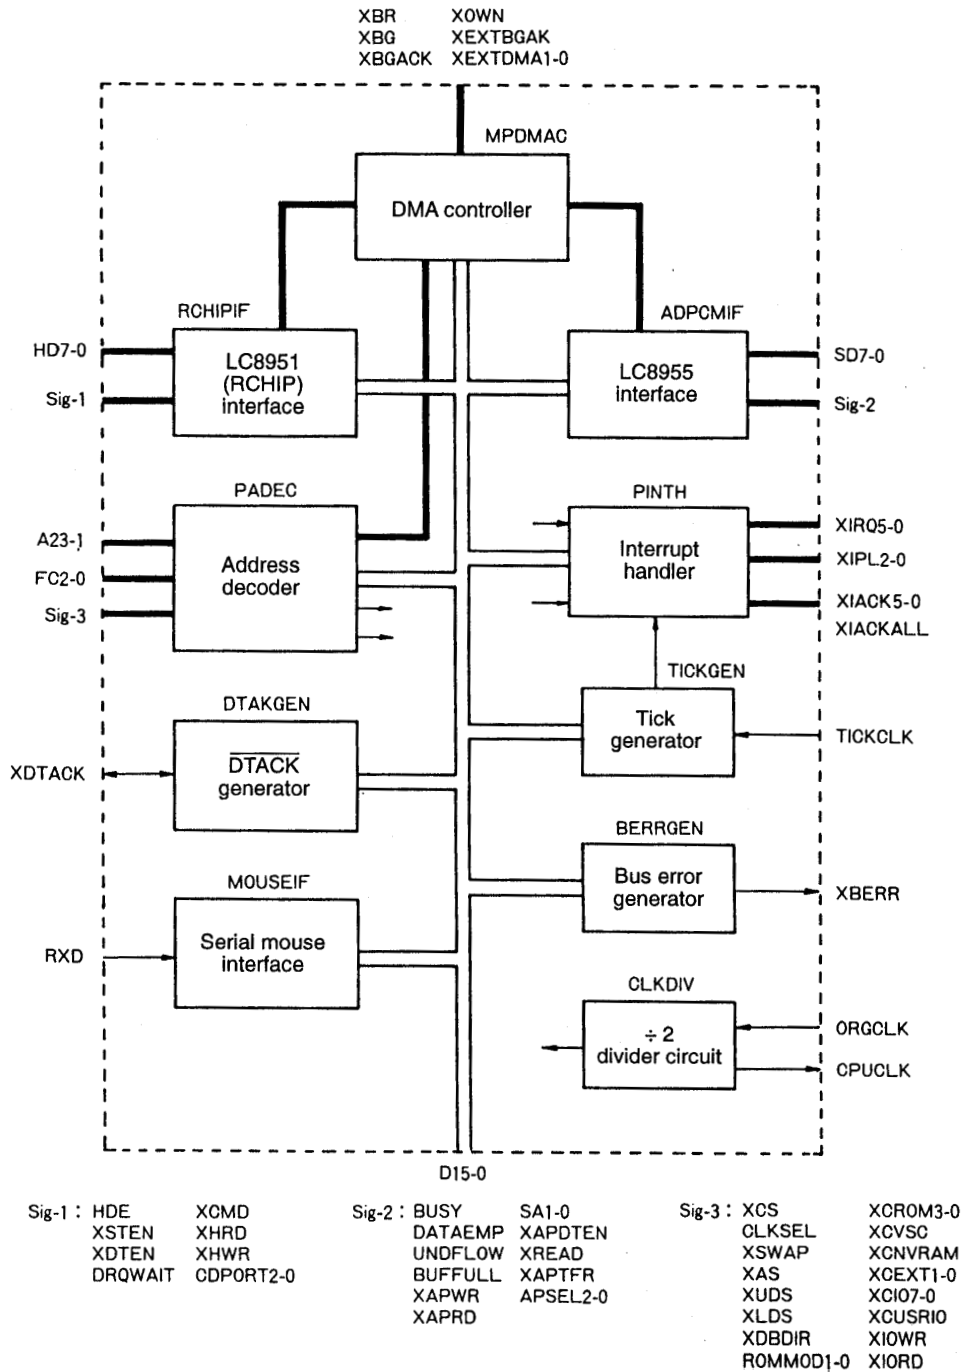 XBR XOWN
XBG XEXTBGAK
XBGACK XEXTDMA1-0
MPDMAC
DMA controller
RCHIPIF
ADPCMIF
HD7-0
LC8951
(RCHIP)
interface
Sig-1
LC8955
interface
SD7-0
Sig-2
PADEC
PINTH
A23-1
FC2-0
Sig-3
Address
decoder
Interrupt
handler
XIRQ5-0
XIPL2-0
XIACK5-0
XIACKALL
DTAKGEN
TICKGEN
XDTACK
DTACK
generator
Tick
generator
TICKCLK
MOUSEIF
BERRGEN
RXD
Serial mouse
interface
Bus error
generator
XBERR
CLKDIV
÷ 2
divider circuit
ORGCLK
CPUCLK
D15-0
Sig-1 : HDE XCMD
XSTEN XHRD
XDTEN XHWR
DRQWAIT CDPORT2-0
Sig-2 : BUSY SA1-0
DATAEMP XAPDTEN
UNDFLOW XREAD
BUFFULL XAPTFR
XAPWR APSEL2-0
XAPRD
Sig-3 : XCS XCROM3-0
CLKSEL XCVSC
XSWAP XCNVRAM
XAS XCEXT1-0
XUDS XCIO7-0
XLDS XCUSRIO
XDBDIR XIOWR
ROMMOD1-0 XIORD